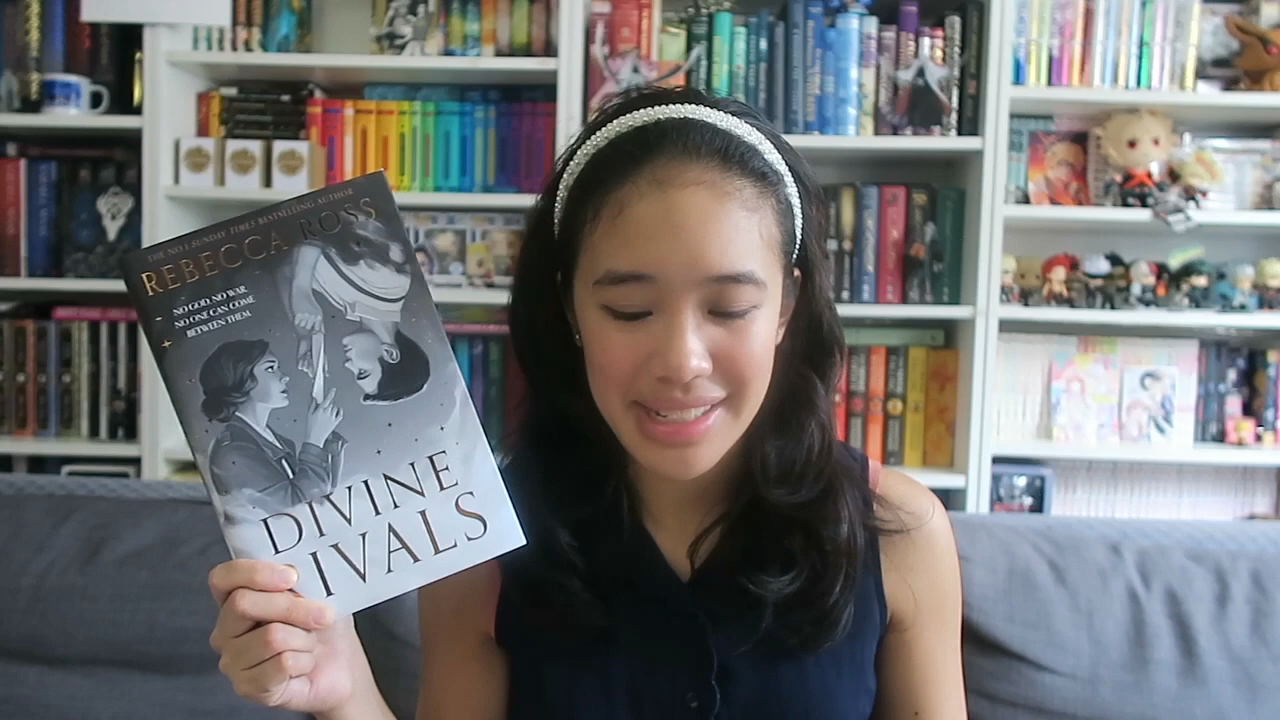 THE NO.1 SUNDAY TIMES BESTSELLING AUTHOR
REBECCA ROSS
NO GOD, NO WAR
NO ONE CAN COME
BETWEEN THEM
DIVINE
IVALS